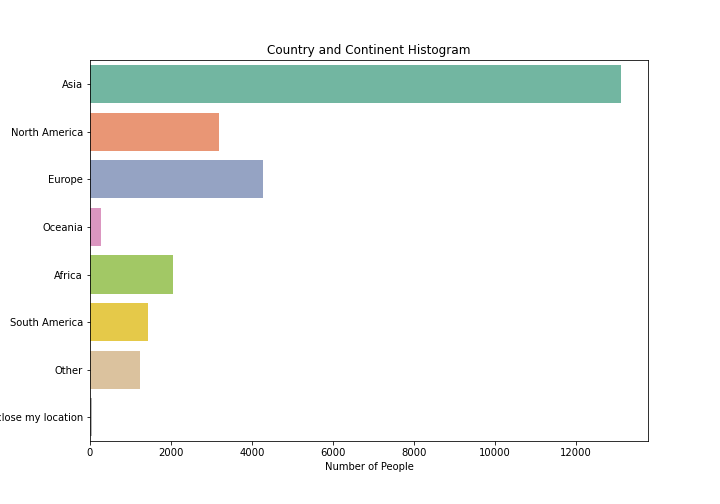 Country and Continent Histogram
Asia
North America
Europe
Oceania
Africa
South America
Other
my location
0 2000 4000 6000 8000 10000 12000
Number of People